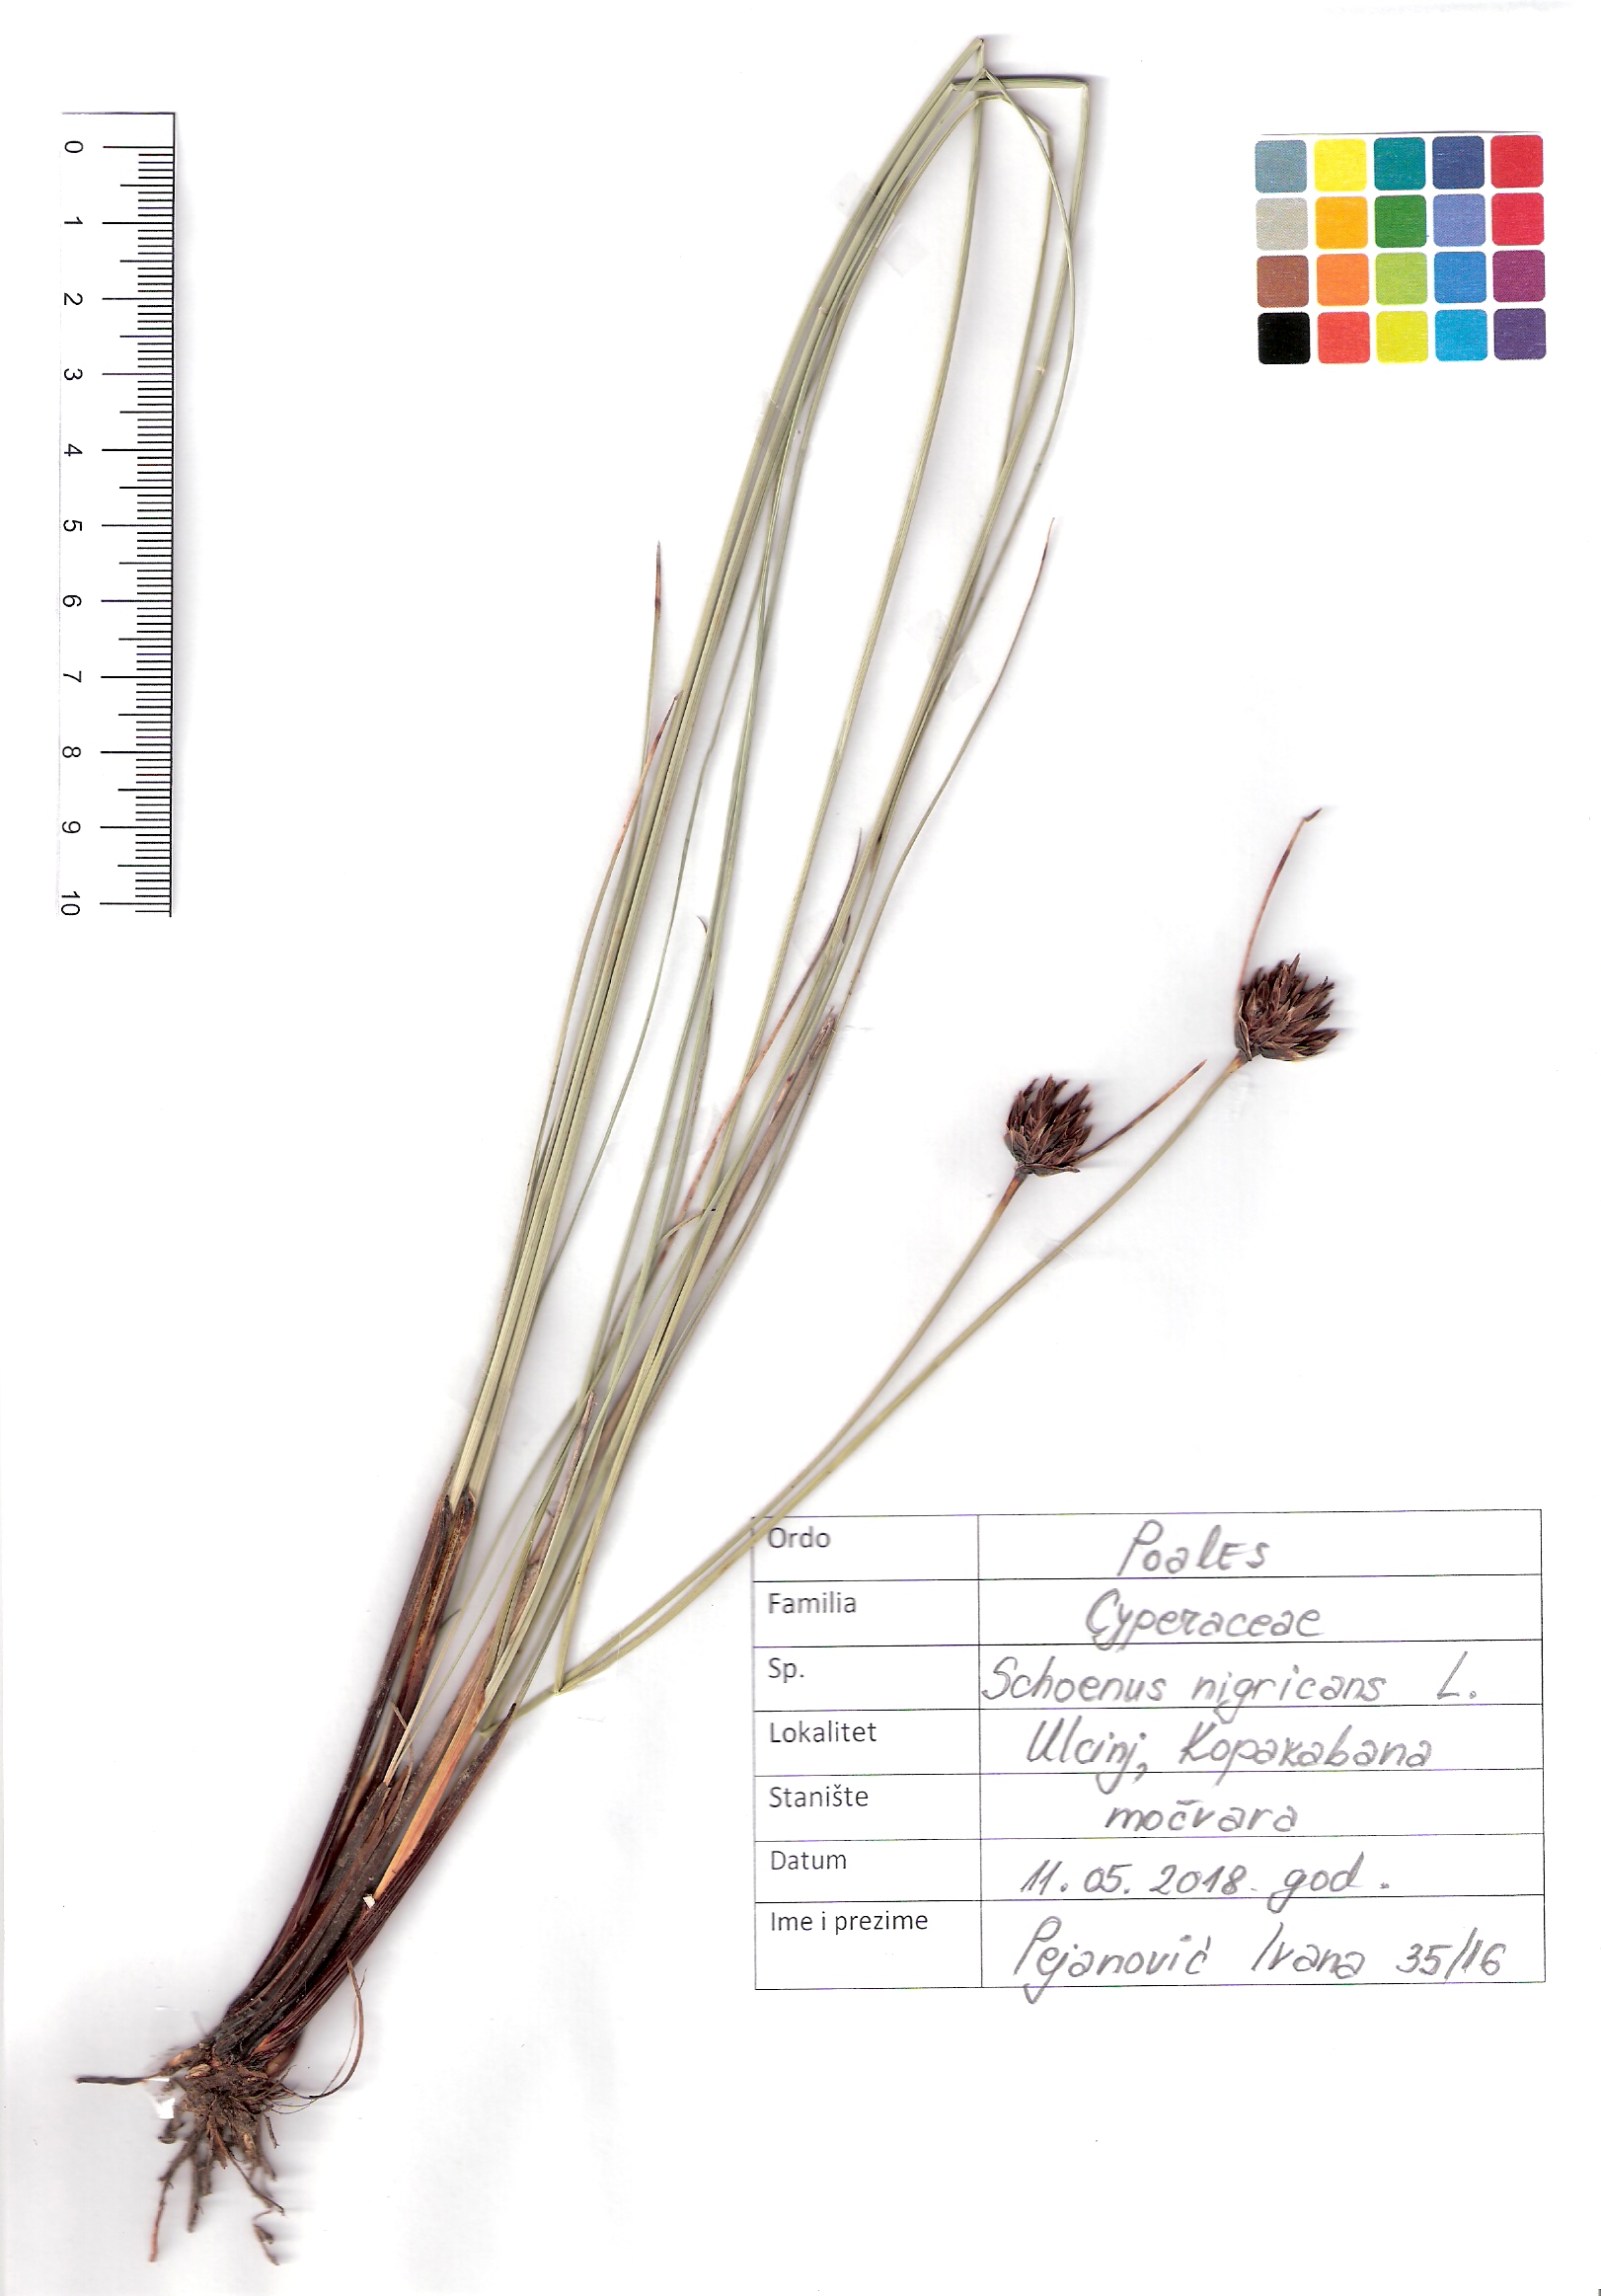 0
1
2
3
4
5
6
7
8
9
10
Ordo Poales
Familia Cyperaceae
Sp. Schoenus nigricans L.
Lokalitet Ulcinj, Kopakabana
Stanište močvara
Datum 11.05.2018. god.
Ime i prezime Pejanović Ivana 35/16